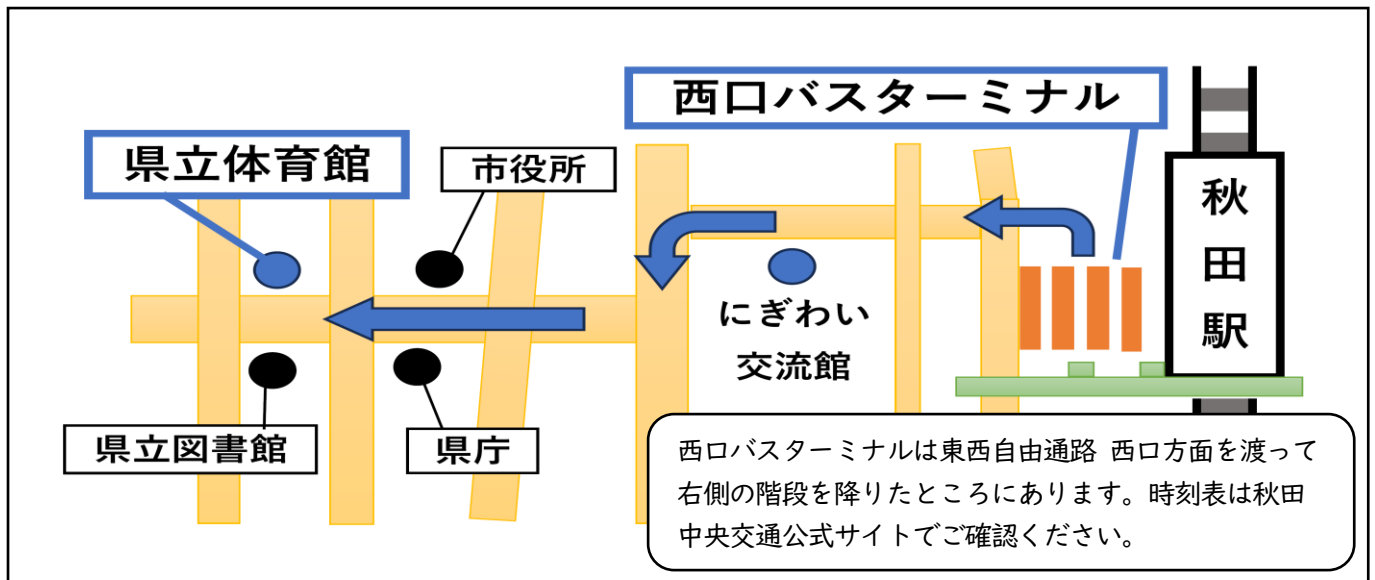 西口バスターミナル
県立体育館
市役所
秋田駅
にぎわい
交流館
県立図書館
県庁
西口バスターミナルは東西自由通路 西口方面を渡って
右側の階段を降りたところにあります。時刻表は秋田
中央交通公式サイトでご確認ください。